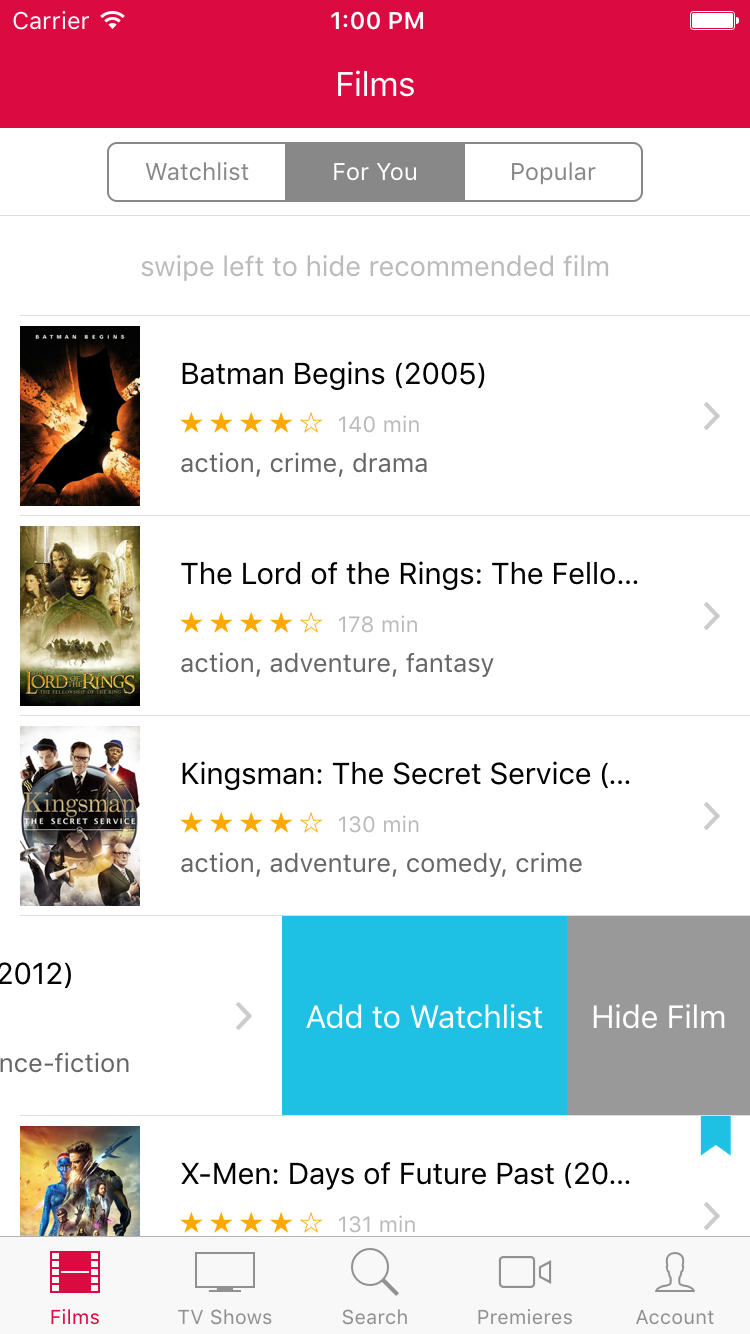 Carrier 1:00 PM
Films
Watchlist For You Popular
swipe left to hide recommended film
BATMAN BEGINS
Batman Begins (2005)
★★★★☆ 140 min
action, crime, drama
The Lord of the Rings: The Fello...
★★★★☆ 178 min
action, adventure, fantasy
LORD OF THE RINGS
THE FELLOWSHIP OF THE RING
Kingsman: The Secret Service (...
★★★★☆ 130 min
action, adventure, comedy, crime
Kingsman
THE SECRET SERVICE
2012)
nce-fiction
Add to Watchlist
Hide Film
X-Men: Days of Future Past (20...
★★★★☆ 131 min
Films TV Shows Search Premieres Account